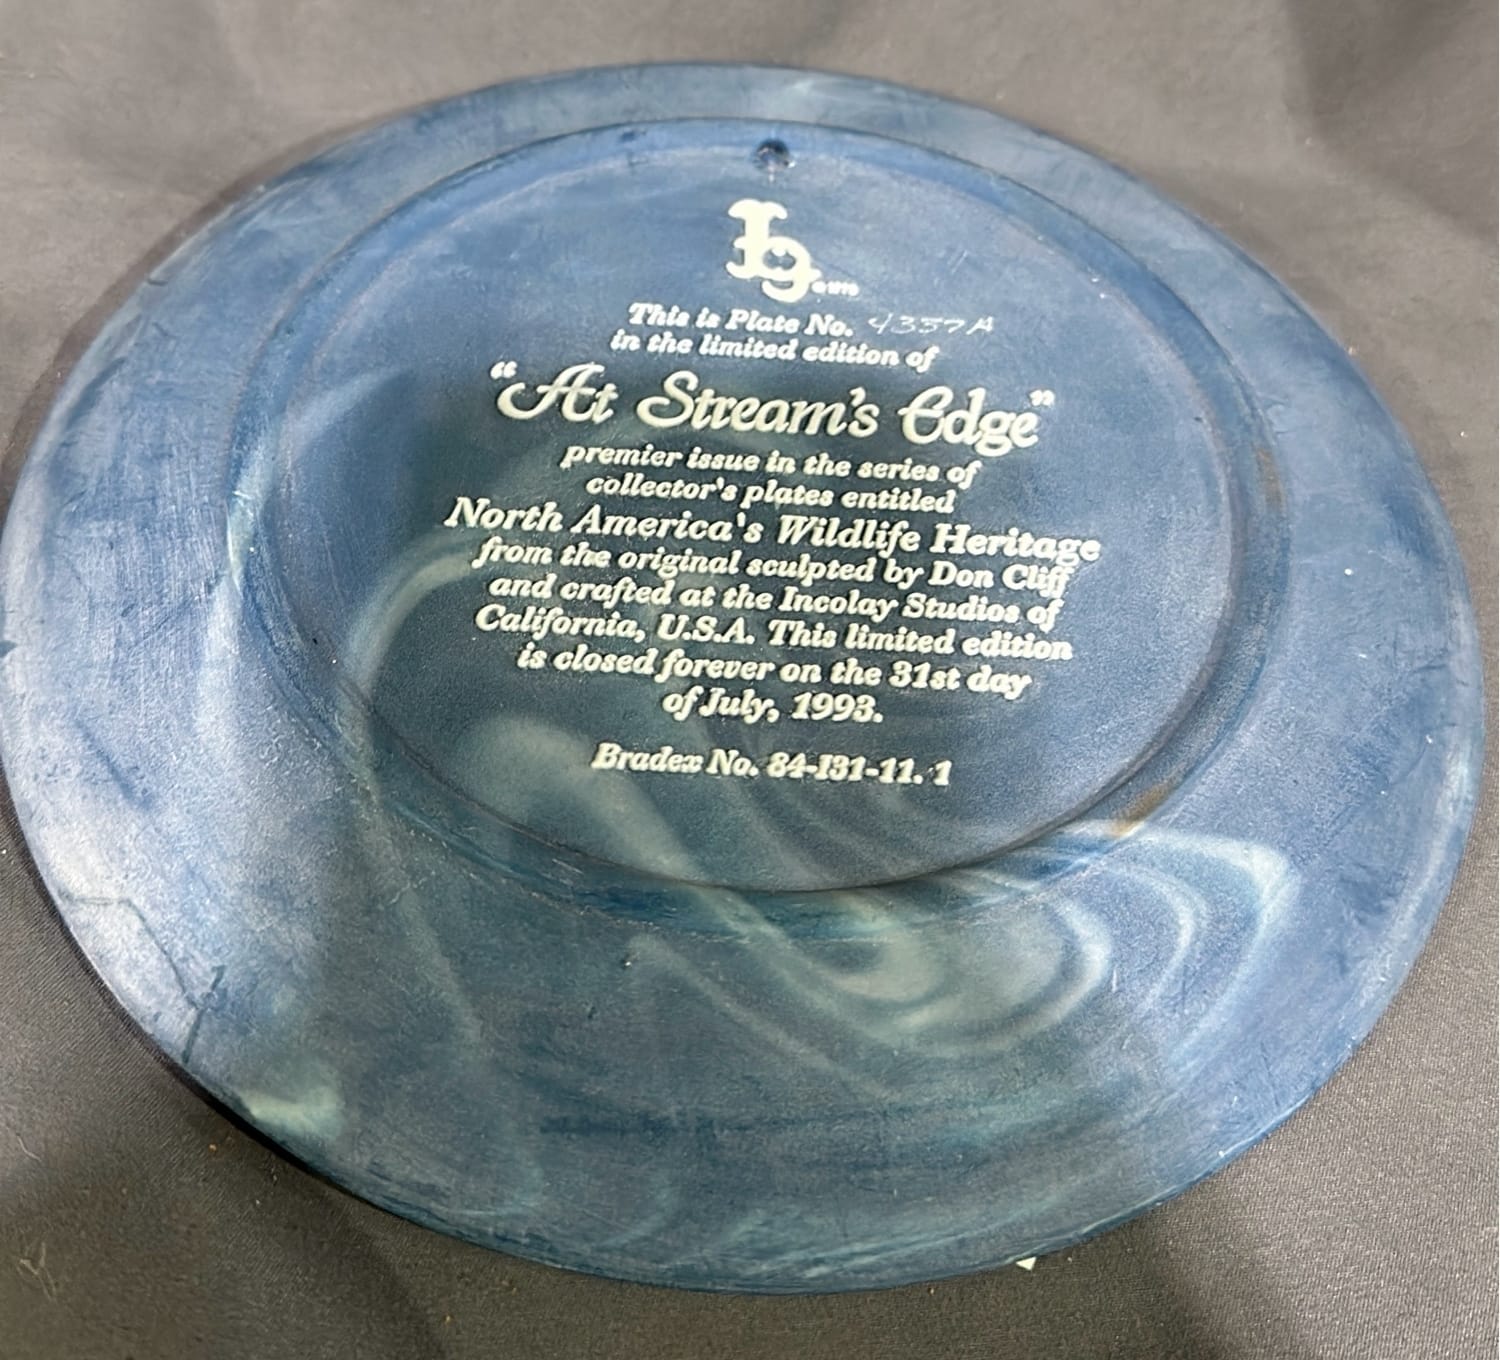 This is Plate No. 4337A
in the limited edition of
"At Stream's Edge"
premier issue in the series of
collector's plates entitled
North America's Wildlife Heritage
from the original sculpted by Don Cliff
and crafted at the Incolay Studios of
California, U.S.A. This limited edition
is closed forever on the 31st day
of July, 1993.
Bradex No. 84-I31-11.1